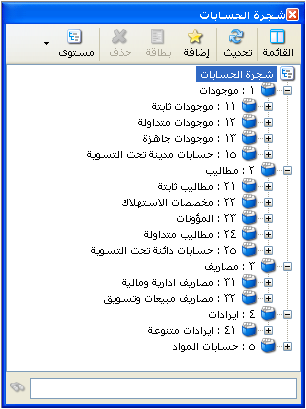 شجرة الحسابات
القائمة
تحديث
إضافة
بطاقة
حذف
مستوى
شجرة الحسابات
١ : موجودات
١١ : موجودات ثابتة
١٢ : موجودات متداولة
١٣ : موجودات جاهزة
١٥ : حسابات مدينة تحت التسوية
٢ : مطاليب
٢١ : مطاليب ثابتة
٢٢ : مخصصات الاستهلاك
٢٣ : المؤونات
٢٤ : مطاليب متداولة
٢٥ : حسابات دائنة تحت التسوية
٣ : مصاريف
٣١ : مصاريف ادارية ومالية
٣٢ : مصاريف مبيعات وتسويق
٤ : ايرادات
٤١ : ايرادات متنوعة
٥ : حسابات المواد